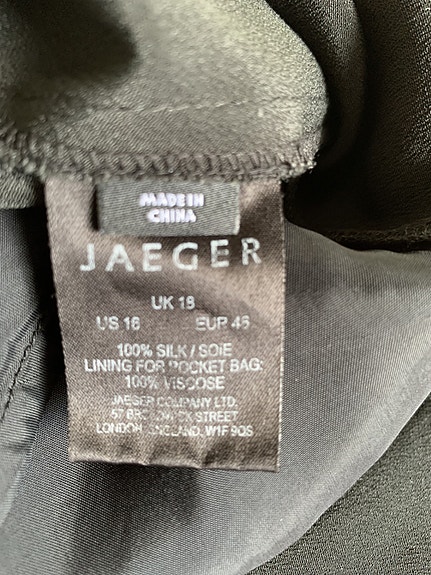 MADE IN
CHINA
JAEGER
UK 18
US 16 EUR 46
100% SILK / SOIE
LINING FOR POCKET BAG:
100% VISCOSE
JAEGER COMPANY LTD.
57 STREET
LONDON, ENGLAND, W1F 9QS